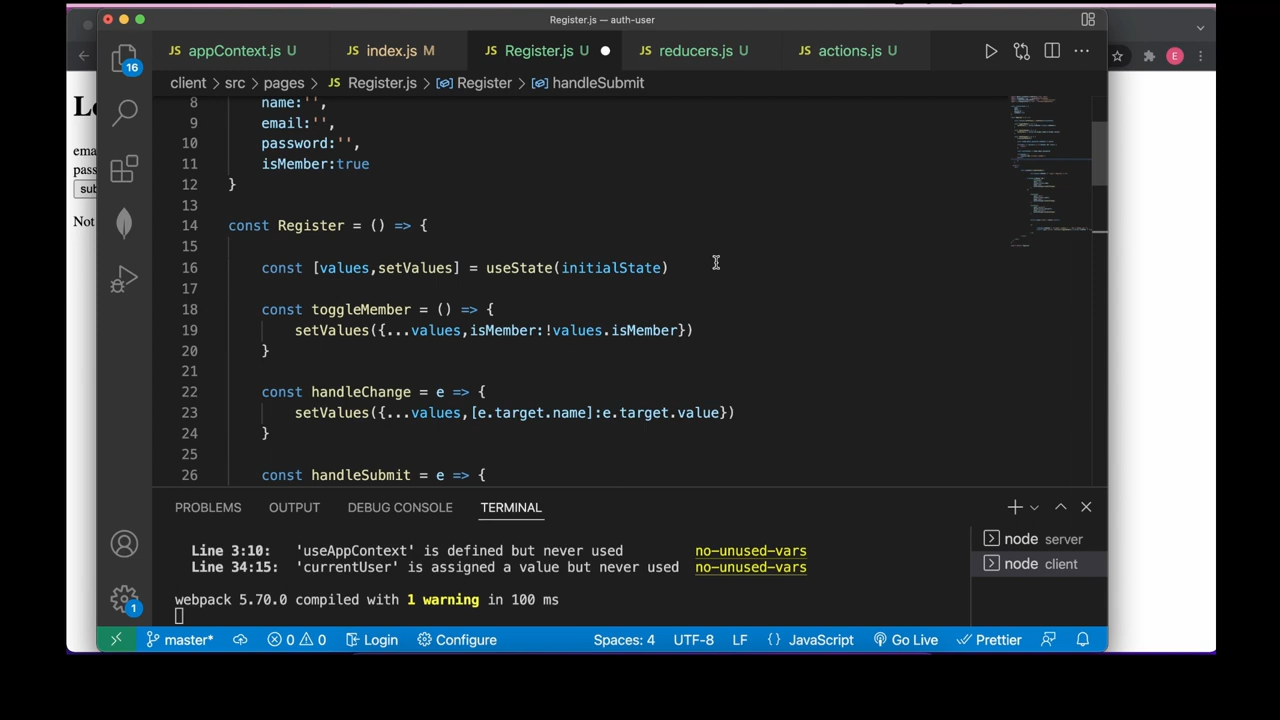 Register.js — auth-user
JS appContext.js U
JS index.js M
JS Register.js U
JS reducers.js U
JS actions.js U
client > src > pages > JS Register.js > Register > handleSubmit
8 name:'',
9 email:'',
10 password:'',
11 isMember:true
12 }
13
14 const Register = () => {
15
16 const [values,setValues] = useState(initialState)
17
18 const toggleMember = () => {
19 setValues({...values,isMember:!values.isMember})
20 }
21
22 const handleChange = e => {
23 setValues({...values,[e.target.name]:e.target.value})
24 }
25
26 const handleSubmit = e => {
PROBLEMS OUTPUT DEBUG CONSOLE TERMINAL
Line 3:10: 'useAppContext' is defined but never used no-unused-vars
Line 34:15: 'currentUser' is assigned a value but never used no-unused-vars
webpack 5.70.0 compiled with 1 warning in 100 ms
node server
node client
16
1
master* 0 0 Login Configure Spaces: 4 UTF-8 LF {} JavaScript Go Live Prettier
E
Not